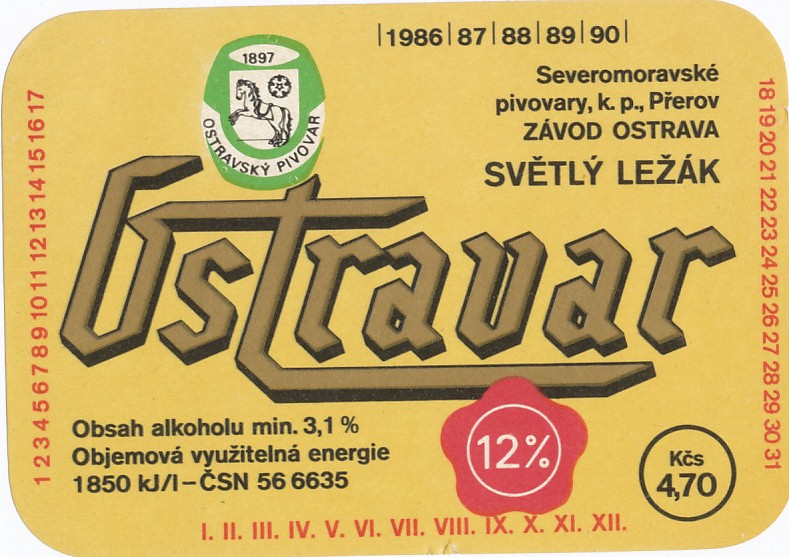 |1986|87|88|89|90|
1897
OSTRAVSKÝ PIVOVAR
Severomoravské
pivovary, k. p., Přerov
ZÁVOD OSTRAVA
SVĚTLÝ LEŽÁK
Ostravar
1 2 3 4 5 6 7 8 9 10 11 12 13 14 15 16 17
18 19 20 21 22 23 24 25 26 27 28 29 30 31
Obsah alkoholu min. 3,1 %
Objemová využitelná energie
1850 kJ/l – ČSN 56 6635
12%
Kčs
4,70
I. II. III. IV. V. VI. VII. VIII. IX. X. XI. XII.